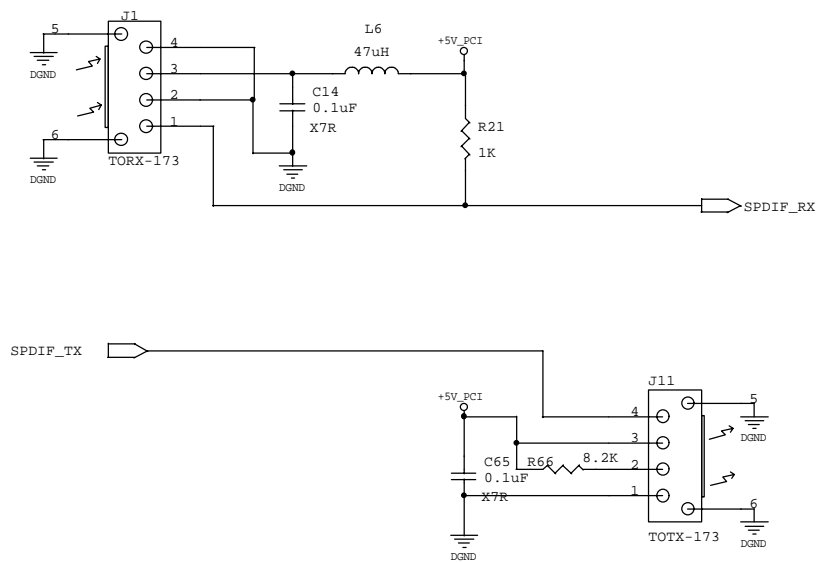 J1
5
4
3
2
1
6
DGND
DGND
TORX-173
L6
47uH
+5V_PCI
C14
0.1uF
X7R
DGND
R21
1K
SPDIF_RX
SPDIF_TX
+5V_PCI
C65
0.1uF
X7R
R66
8.2K
DGND
J11
4
3
2
1
5
6
DGND
DGND
TOTX-173